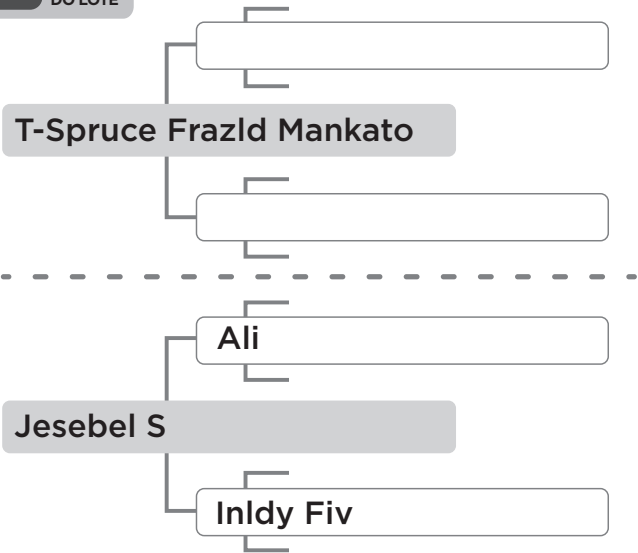 DO LOTE
T-Spruce Frazld Mankato
Ali
Jesebel S
Inldy Fiv